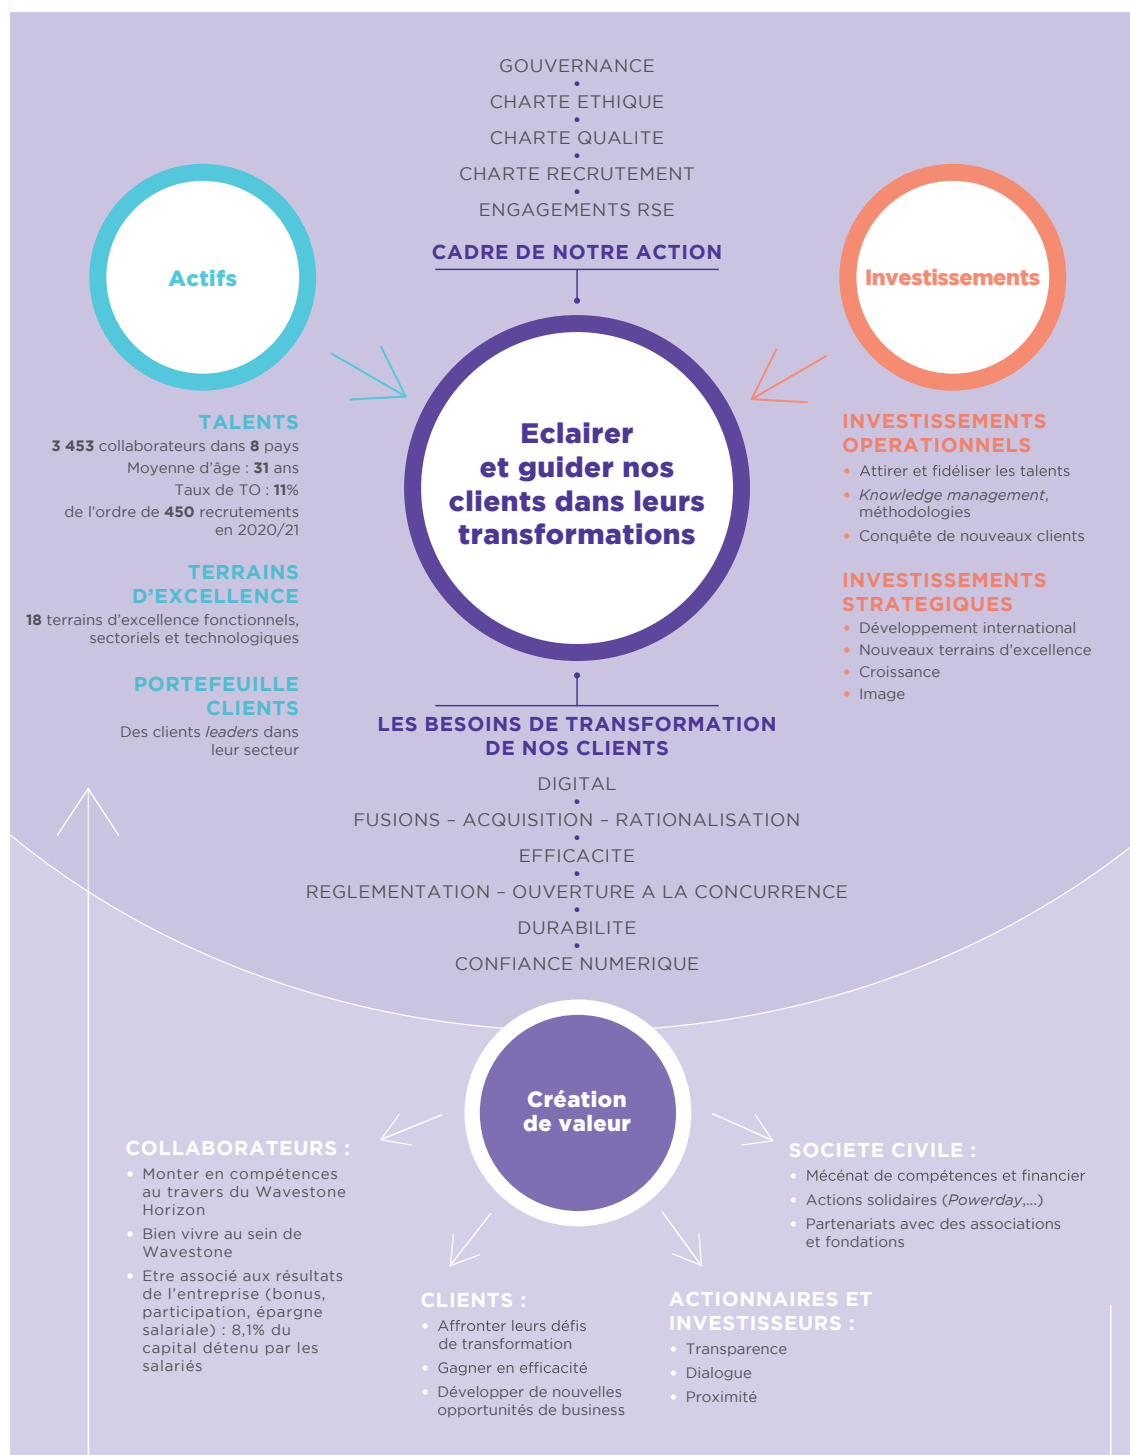 GOUVERNANCE
•
CHARTE ETHIQUE
•
CHARTE QUALITE
•
CHARTE RECRUTEMENT
•
ENGAGEMENTS RSE
CADRE DE NOTRE ACTION
Actifs
TALENTS
3 453 collaborateurs dans 8 pays
Moyenne d’âge : 31 ans
Taux de TO : 11%
de l’ordre de 450 recrutements
en 2020/21
TERRAINS
D’EXCELLENCE
18 terrains d’excellence fonctionnels,
sectoriels et technologiques
PORTEFEUILLE
CLIENTS
Des clients leaders dans
leur secteur
Eclairer
et guider nos
clients dans leurs
transformations
Investissements
INVESTISSEMENTS
OPERATIONNELS
• Attirer et fidéliser les talents
• Knowledge management,
méthodologies
• Conquête de nouveaux clients
INVESTISSEMENTS
STRATEGIQUES
• Développement international
• Nouveaux terrains d’excellence
• Croissance
• Image
LES BESOINS DE TRANSFORMATION
DE NOS CLIENTS
DIGITAL
•
FUSIONS – ACQUISITION – RATIONALISATION
•
EFFICACITE
•
REGLEMENTATION – OUVERTURE A LA CONCURRENCE
•
DURABILITE
•
CONFIANCE NUMERIQUE
Création
de valeur
COLLABORATEURS :
• Monter en compétences
au travers du Wavestone
Horizon
• Bien vivre au sein de
Wavestone
• Etre associé aux résultats
de l’entreprise (bonus,
participation, épargne
salariale) : 8,1% du
capital détenu par les
salariés
CLIENTS :
• Affronter leurs défis
de transformation
• Gagner en efficacité
• Développer de nouvelles
opportunités de business
ACTIONNAIRES ET
INVESTISSEURS :
• Transparence
• Dialogue
• Proximité
SOCIETE CIVILE :
• Mécénat de compétences et financier
• Actions solidaires (Powerday,...)
• Partenariats avec des associations
et fondations